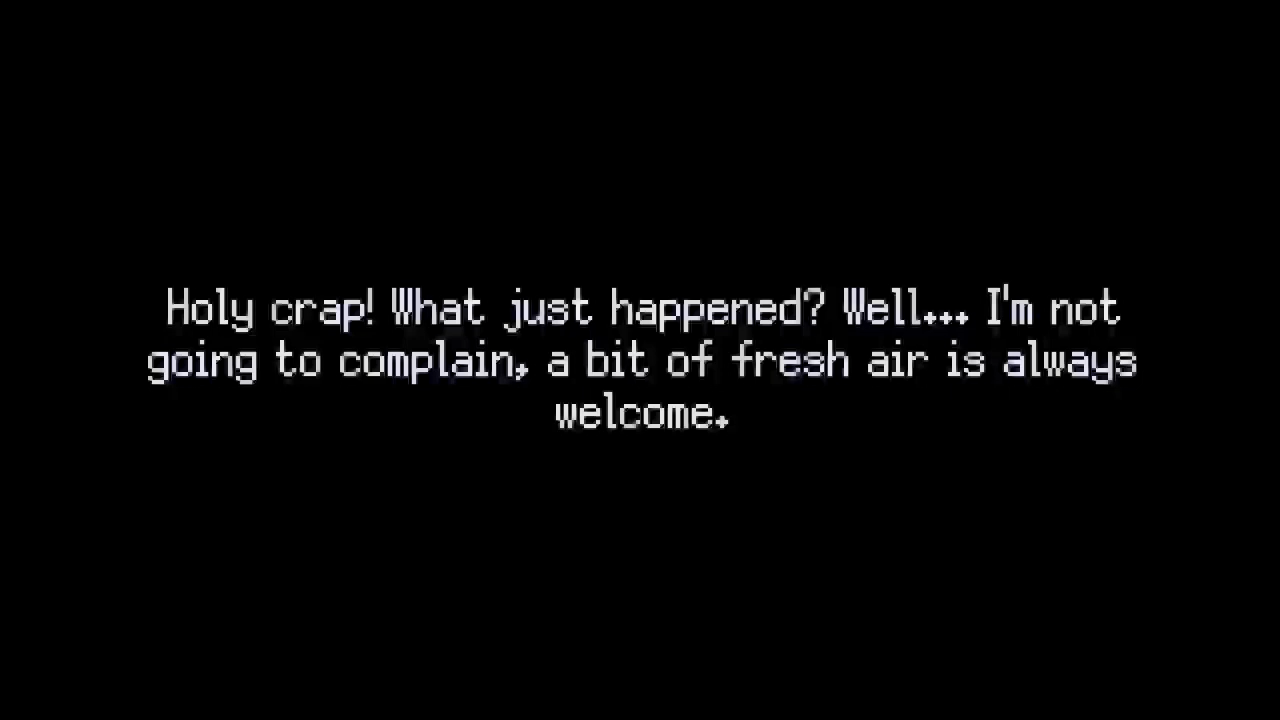 Holy crap! What just happened? Well... I'm not
going to complain, a bit of fresh air is always
welcome.